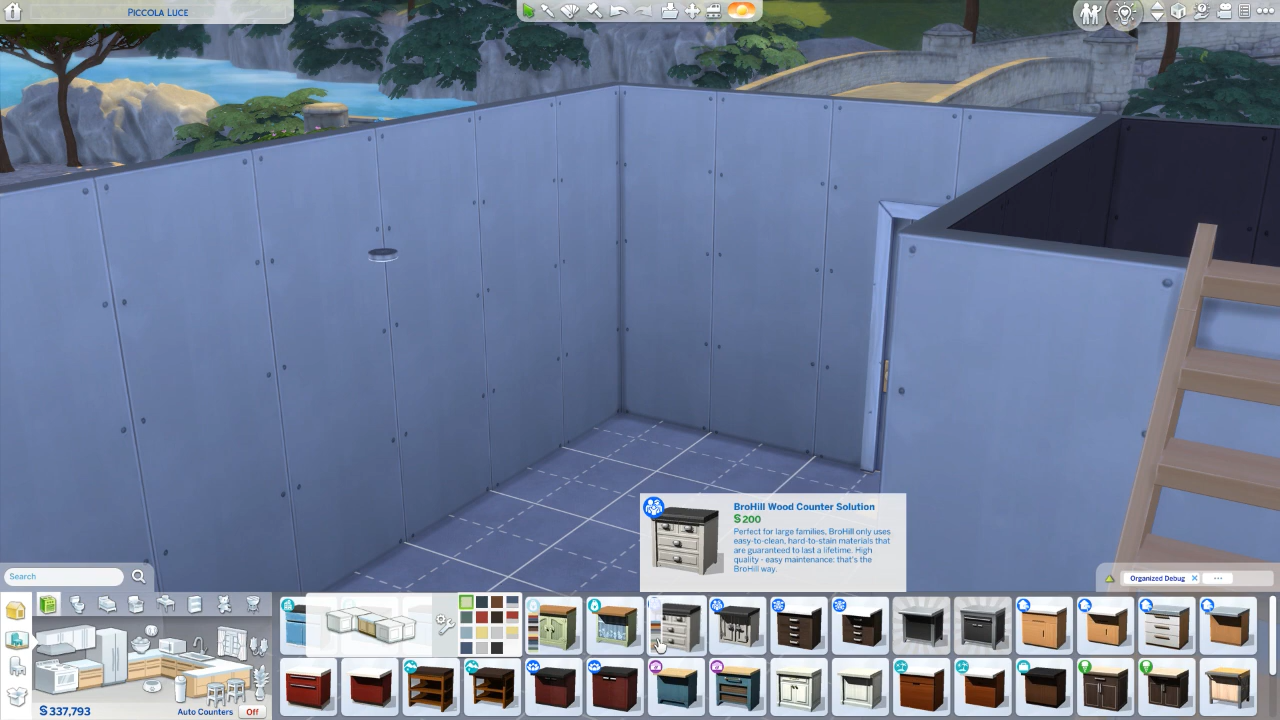 PICCOLA LUCE
BroHill Wood Counter Solution
$200
Perfect for large families, BroHill only uses
easy-to-clean, hard-to-stain materials that
are guaranteed to last a lifetime. High
quality - easy maintenance: that's the
BroHill way.
Search
Organized Debug
$337,793
Auto Counters
Off